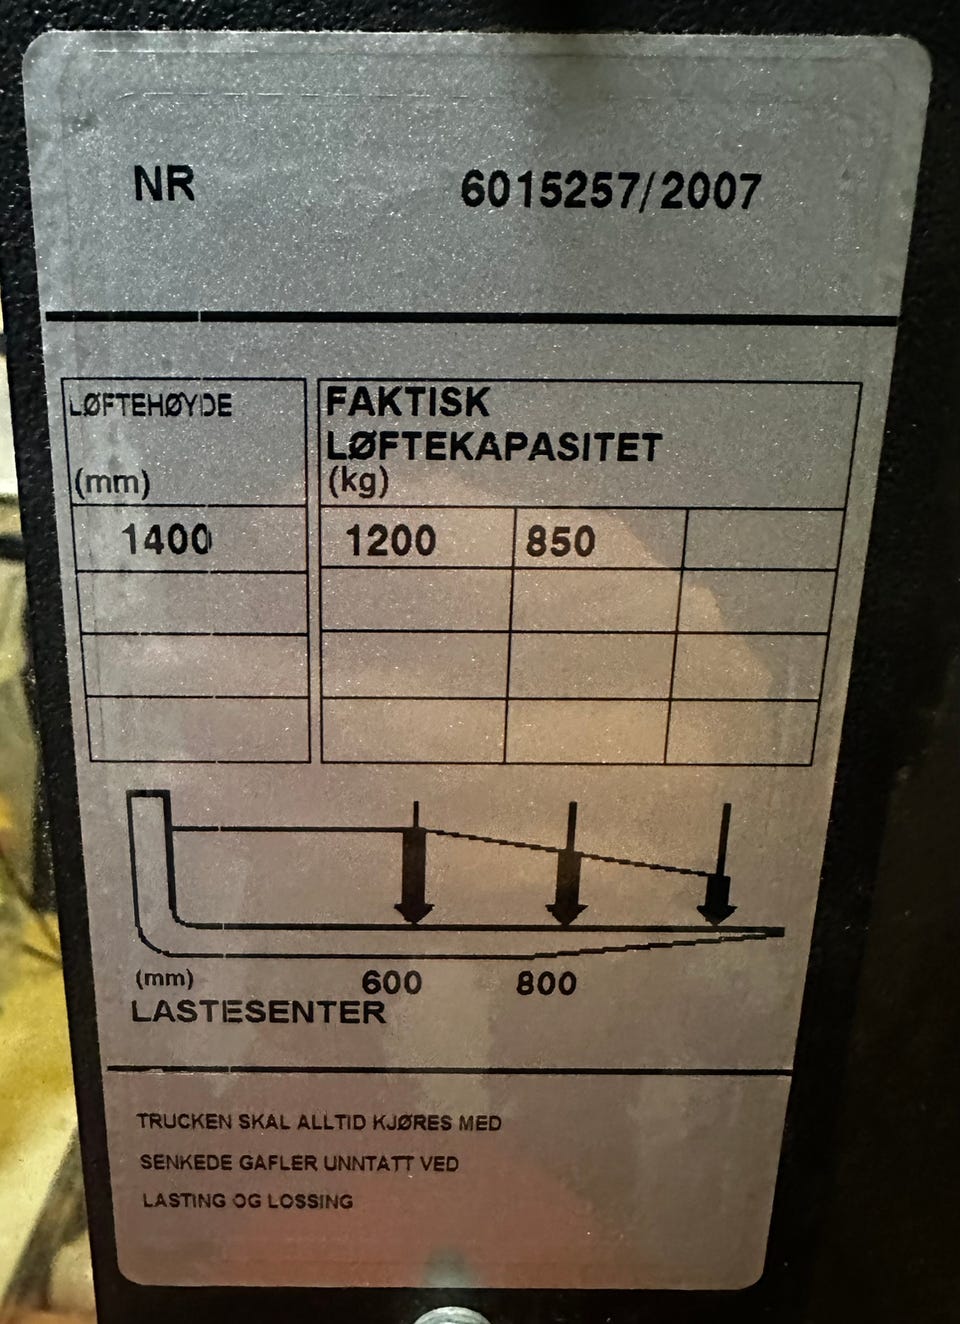 NR 6015257/2007
LØFTEHØYDE
(mm)
FAKTISK
LØFTEKAPASITET
(kg)
1400 1200 850
(mm) 600 800
LASTESENTER
TRUCKEN SKAL ALLTID KJØRES MED
SENKEDE GAFLER UNNTATT VED
LASTING OG LOSSING